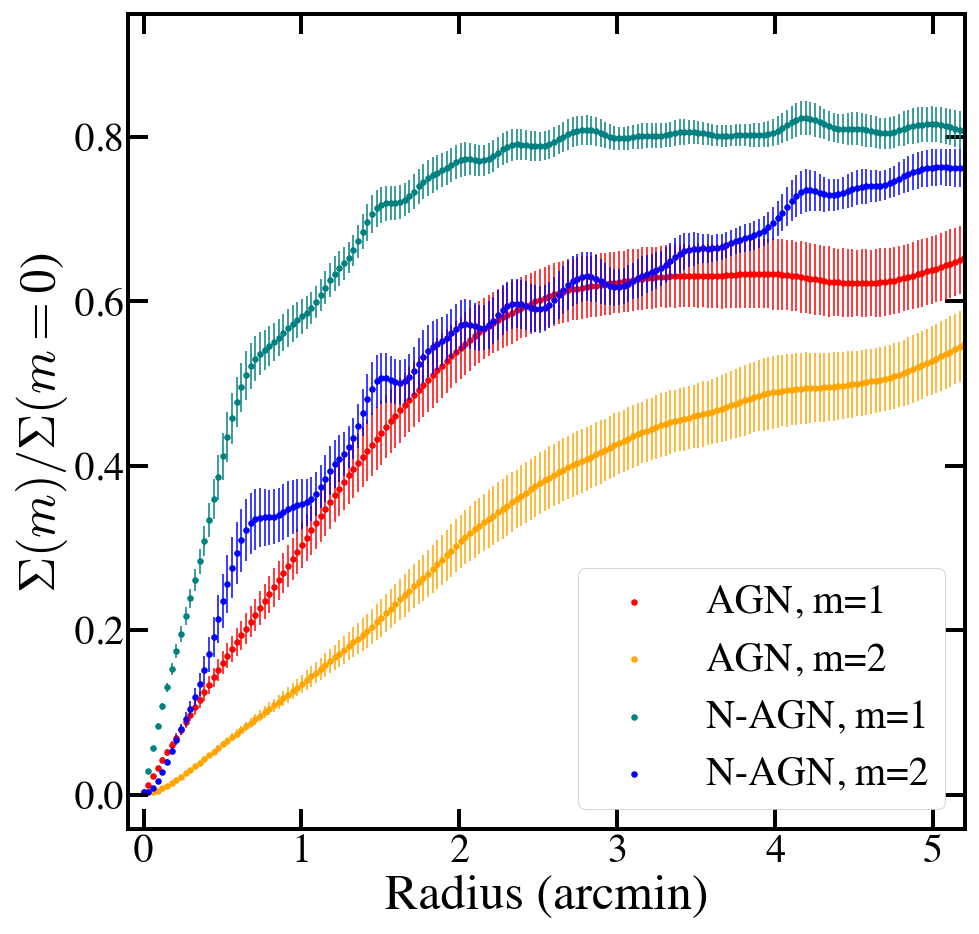 Σ(m)/Σ(m = 0)
0.8
0.6
0.4
0.2
0.0
AGN, m=1
AGN, m=2
N-AGN, m=1
N-AGN, m=2
0 1 2 3 4 5
Radius (arcmin)